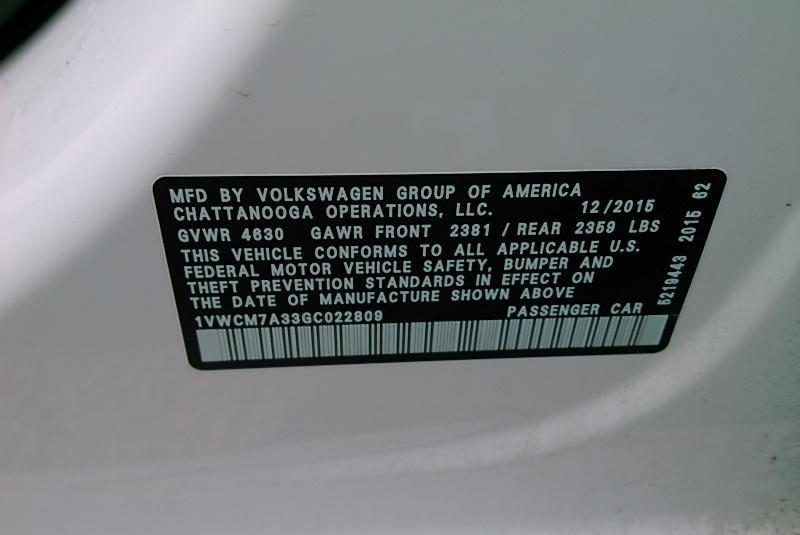 MFD BY VOLKSWAGEN GROUP OF AMERICA
CHATTANOOGA OPERATIONS, LLC. 12/2015
GVWR 4630 GAWR FRONT 2381 / REAR 2359 LBS
THIS VEHICLE CONFORMS TO ALL APPLICABLE U.S.
FEDERAL MOTOR VEHICLE SAFETY, BUMPER AND
THEFT PREVENTION STANDARDS IN EFFECT ON
THE DATE OF MANUFACTURE SHOWN ABOVE
1VWCM7A33GC022809 PASSENGER CAR
5219443 2015 62